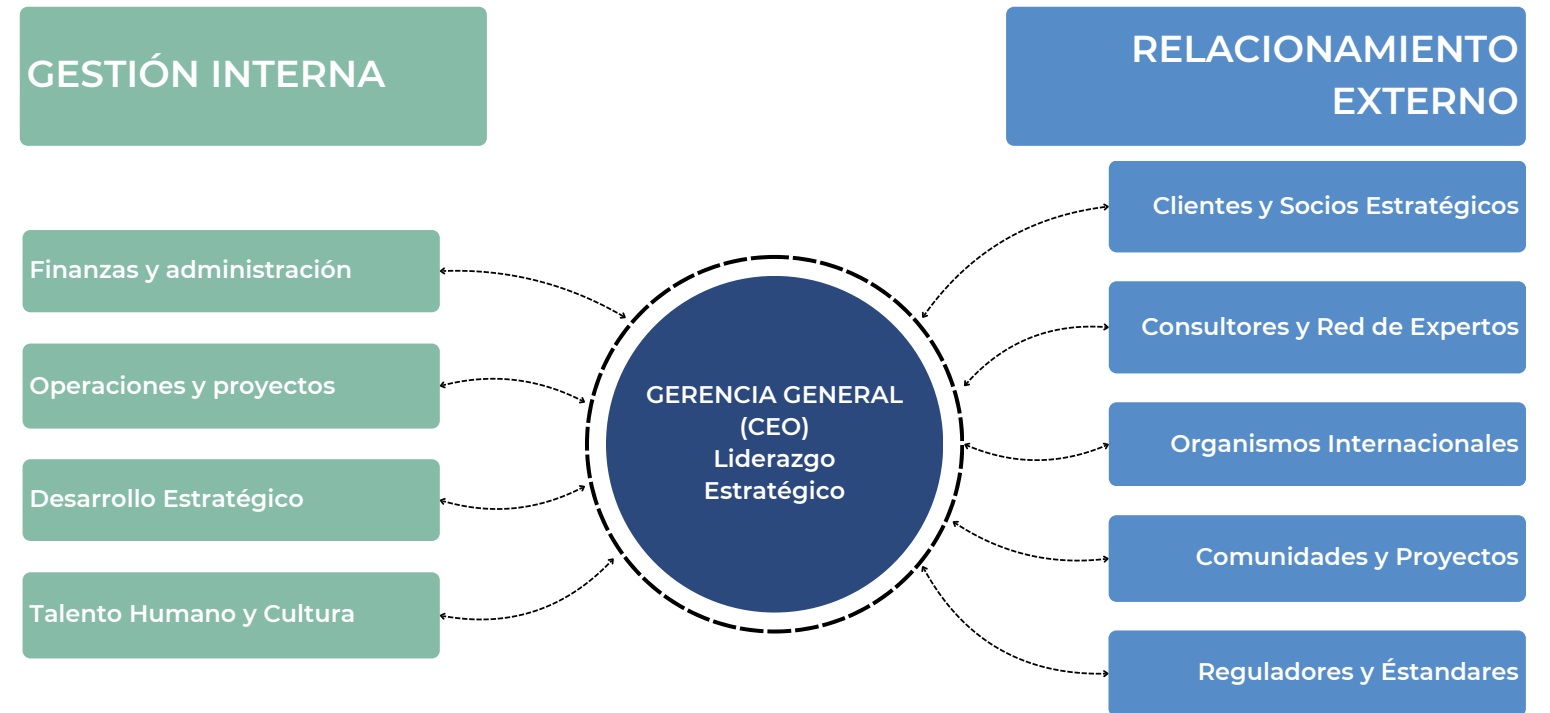 GESTIÓN INTERNA
RELACIONAMIENTO
EXTERNO
Finanzas y administración
Operaciones y proyectos
Desarrollo Estratégico
Talento Humano y Cultura
GERENCIA GENERAL
(CEO)
Liderazgo
Estratégico
Clientes y Socios Estratégicos
Consultores y Red de Expertos
Organismos Internacionales
Comunidades y Proyectos
Reguladores y Éstandares